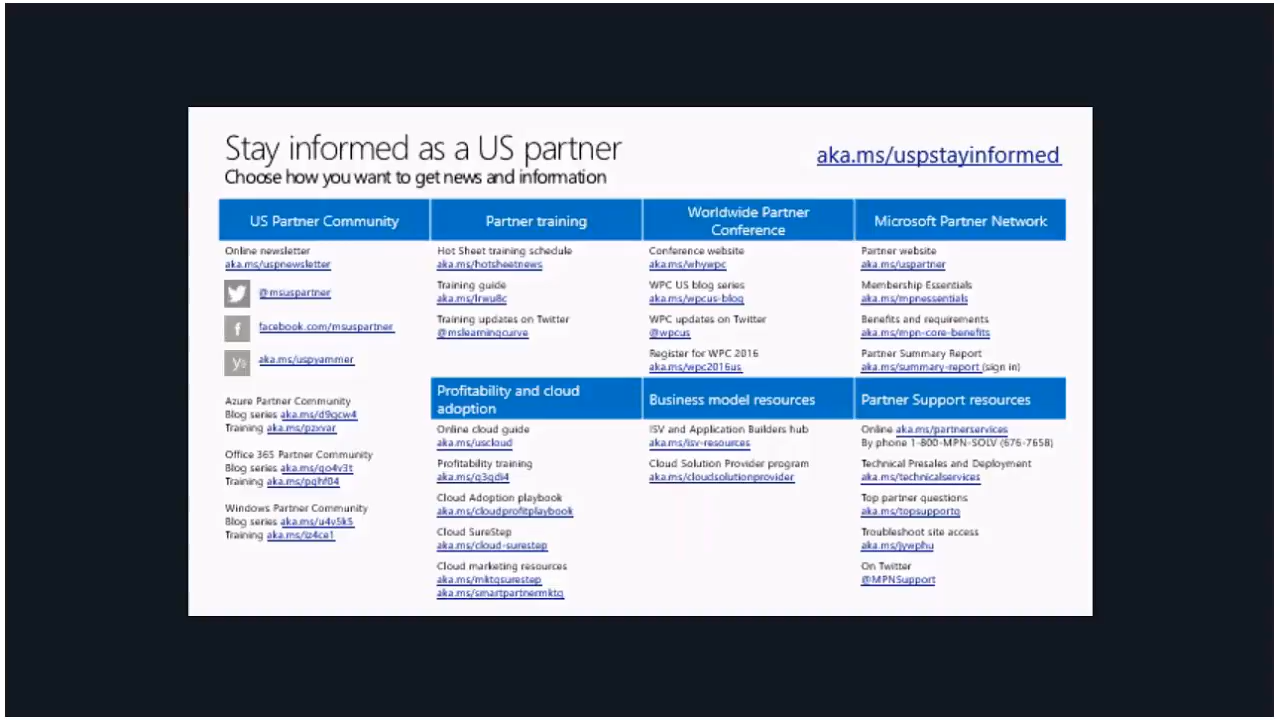 Stay informed as a US partner
Choose how you want to get news and information
aka.ms/uspstayinformed
US Partner Community
Online newsletter
aka.ms/uspnewsletter
@msuspartner
facebook.com/msuspartner
aka.ms/uspyammer
Azure Partner Community
Blog series aka.ms/d9qcw4
Training aka.ms/pzxvar
Office 365 Partner Community
Blog series aka.ms/qo4v3t
Training aka.ms/pqhf04
Windows Partner Community
Blog series aka.ms/u4v5k5
Training aka.ms/iz4ce1
Partner training
Hot Sheet training schedule
aka.ms/hotsheetnews
Training guide
aka.ms/lrwu8c
Training updates on Twitter
@mslearningcurve
Profitability and cloud
adoption
Online cloud guide
aka.ms/uscloud
Profitability training
aka.ms/q3qdi4
Cloud Adoption playbook
aka.ms/cloudprofitplaybook
Cloud SureStep
aka.ms/cloud-surestep
Cloud marketing resources
aka.ms/mktgsurestep
aka.ms/smartpartnermktg
Worldwide Partner
Conference
Conference website
aka.ms/whywpc
WPC US blog series
aka.ms/wpcus-blog
WPC updates on Twitter
@wpcus
Register for WPC 2016
aka.ms/wpc2016us
Business model resources
ISV and Application Builders hub
aka.ms/isv-resources
Cloud Solution Provider program
aka.ms/cloudsolutionprovider
Microsoft Partner Network
Partner website
aka.ms/uspartner
Membership Essentials
aka.ms/mpnessentials
Benefits and requirements
aka.ms/mpn-core-benefits
Partner Summary Report
aka.ms/summary-report (sign in)
Partner Support resources
Online aka.ms/partnerservices
By phone 1-800-MPN-SOLV (676-7658)
Technical Presales and Deployment
aka.ms/technicalservices
Top partner questions
aka.ms/topsupportq
Troubleshoot site access
aka.ms/jywphu
On Twitter
@MPNSupport